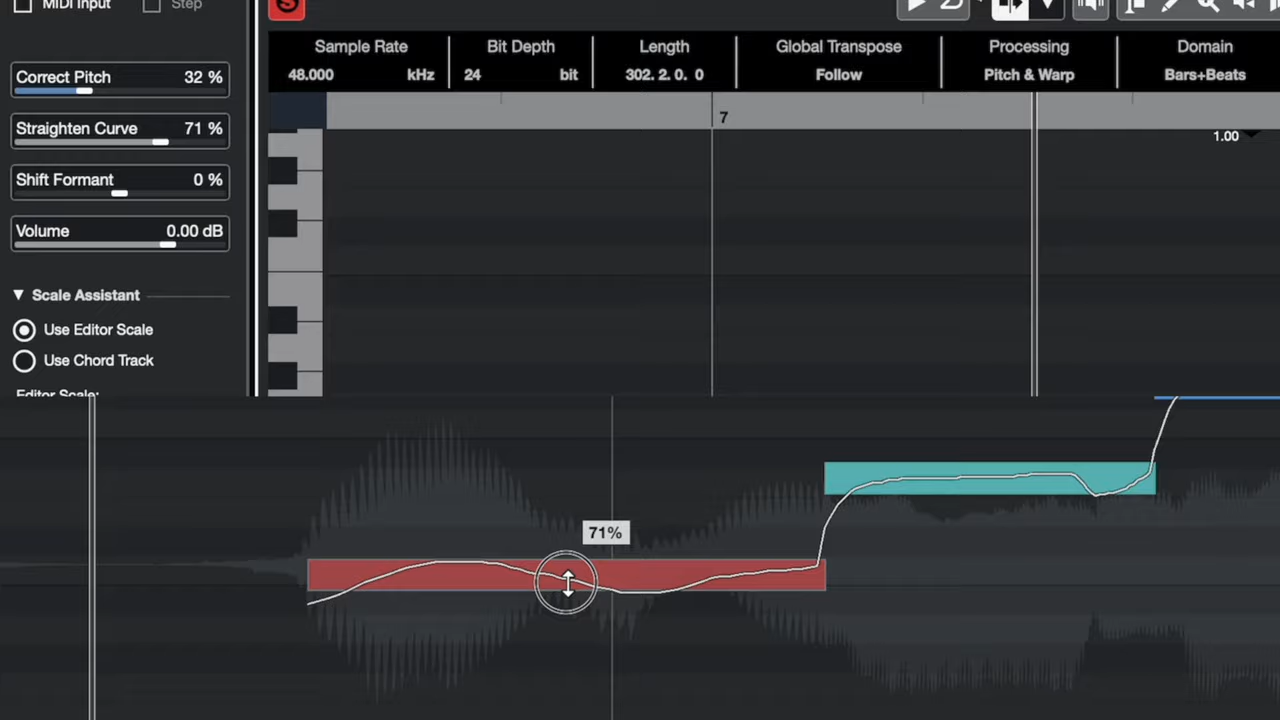 MIDI Input Step
Correct Pitch 32 %
Straighten Curve 71 %
Shift Formant 0 %
Volume 0.00 dB
Scale Assistant
Use Editor Scale
Use Chord Track
Editor Scale:
Sample Rate Bit Depth Length Global Transpose Processing Domain
48.000 kHz 24 bit 302. 2. 0. 0 Follow Pitch & Warp Bars+Beats
7
1.00
71%